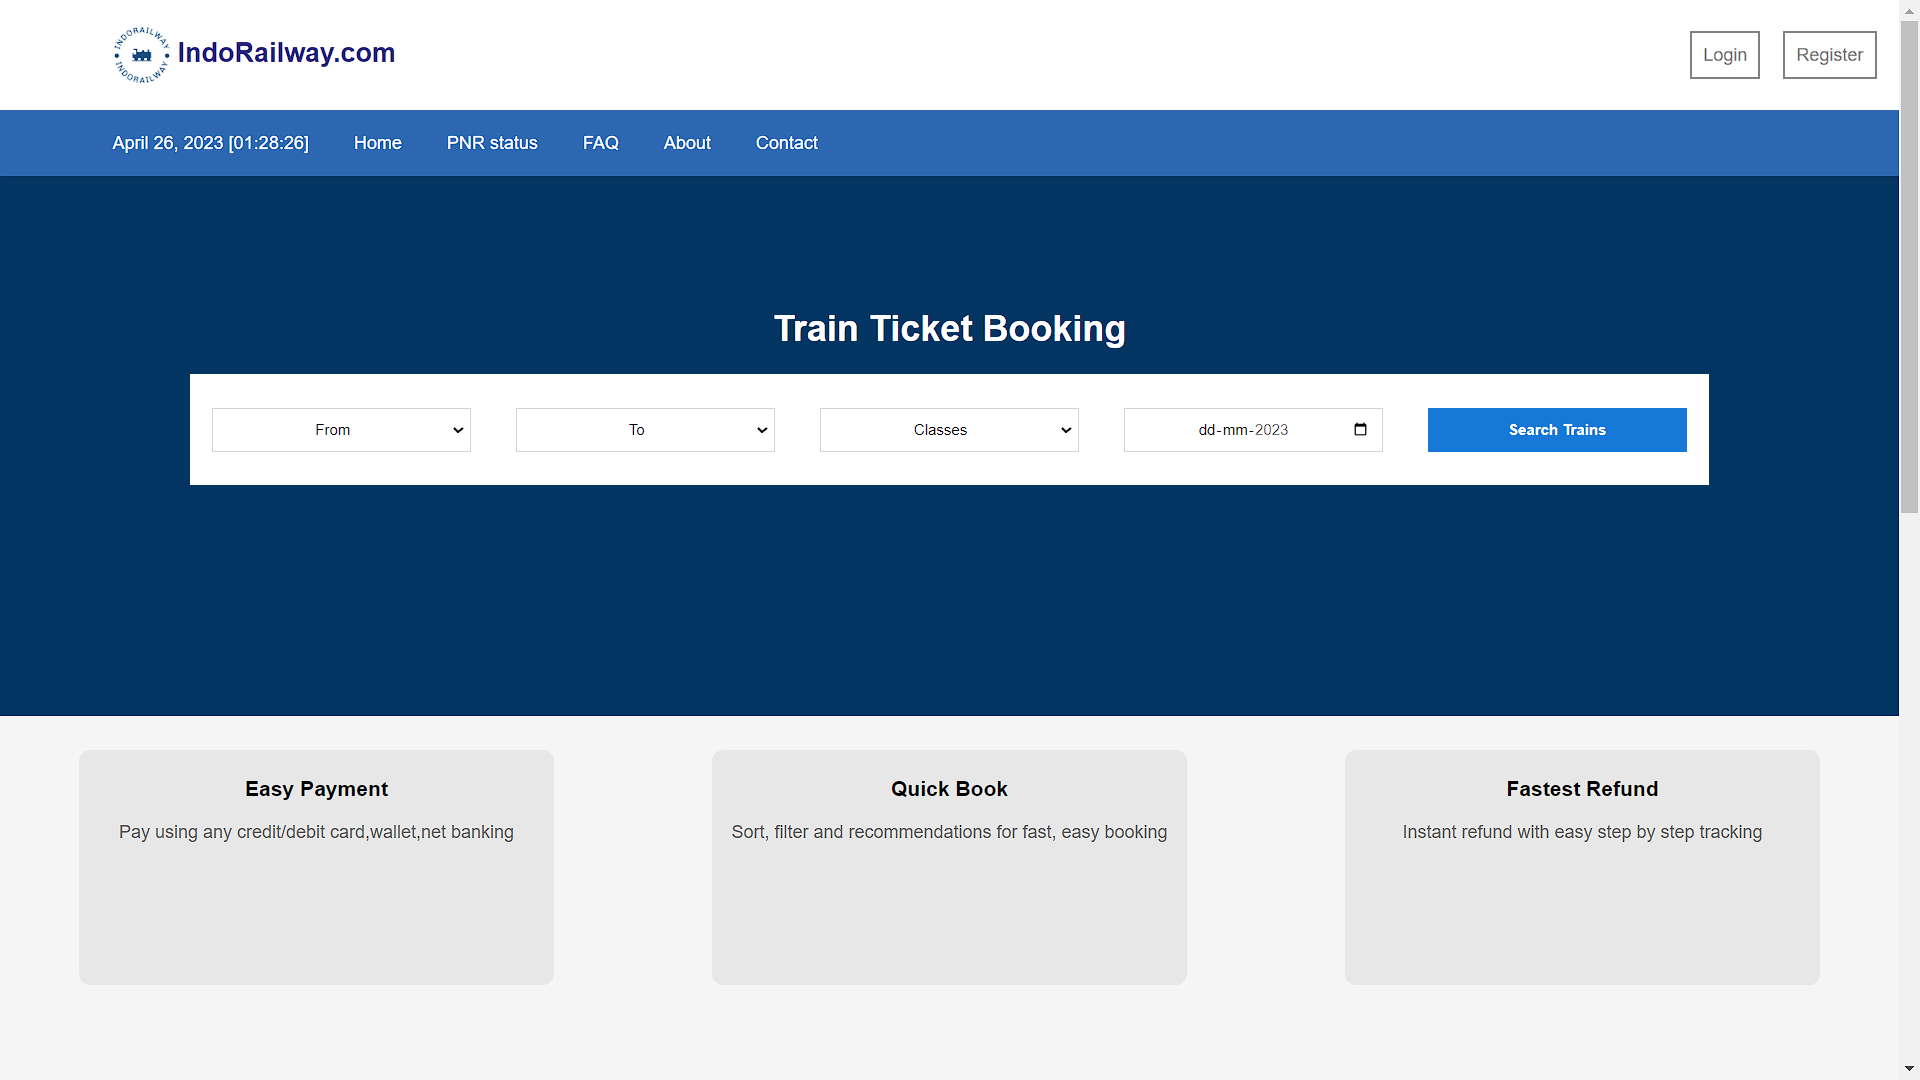 INDORAILWAY
INDORAILWAY
IndoRailway.com
Login
Register
April 26, 2023 [01:28:26]
Home
PNR status
FAQ
About
Contact
Train Ticket Booking
From
To
Classes
dd-mm-2023
Search Trains
Easy Payment
Pay using any credit/debit card,wallet,net banking
Quick Book
Sort, filter and recommendations for fast, easy booking
Fastest Refund
Instant refund with easy step by step tracking